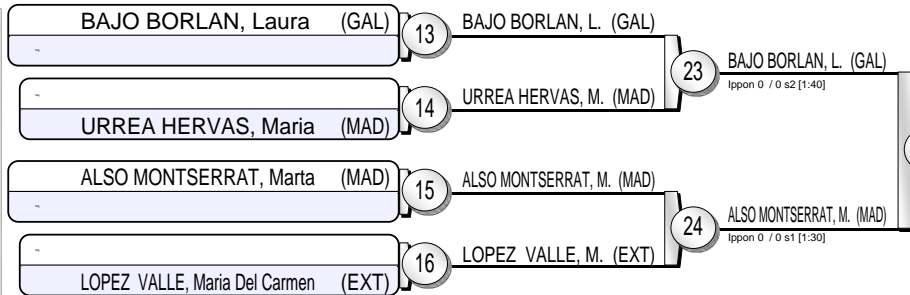 BAJO BORLAN, Laura (GAL)
13
BAJO BORLAN, L. (GAL)
23
BAJO BORLAN, L. (GAL)
Ippon 0 / 0 s2 [1:40]
14
URREA HERVAS, M. (MAD)
URREA HERVAS, Maria (MAD)
ALSO MONTSERRAT, Marta (MAD)
15
ALSO MONTSERRAT, M. (MAD)
24
ALSO MONTSERRAT, M. (MAD)
Ippon 0 / 0 s1 [1:30]
16
LOPEZ VALLE, M. (EXT)
LOPEZ VALLE, Maria Del Carmen (EXT)